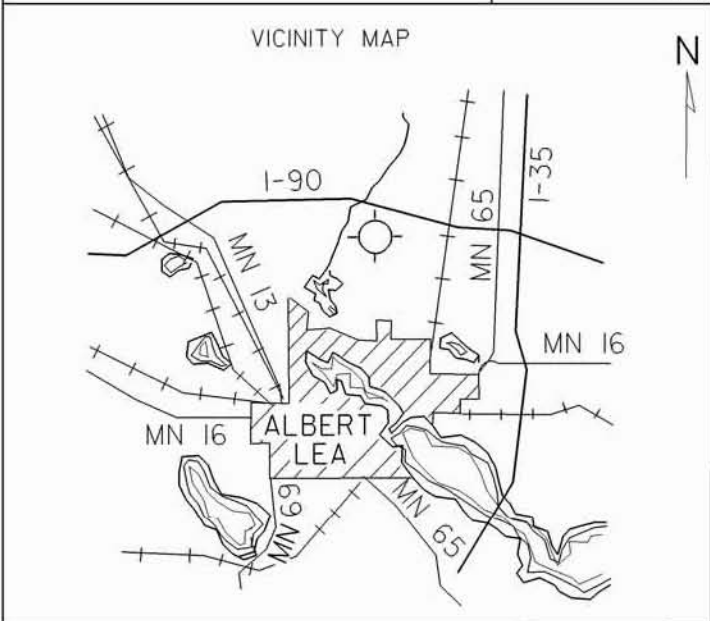 VICINITY MAP
N
I-90
I-35
MN 65
MN 13
MN 16
MN 16
ALBERT
LEA
MN 69
MN 65